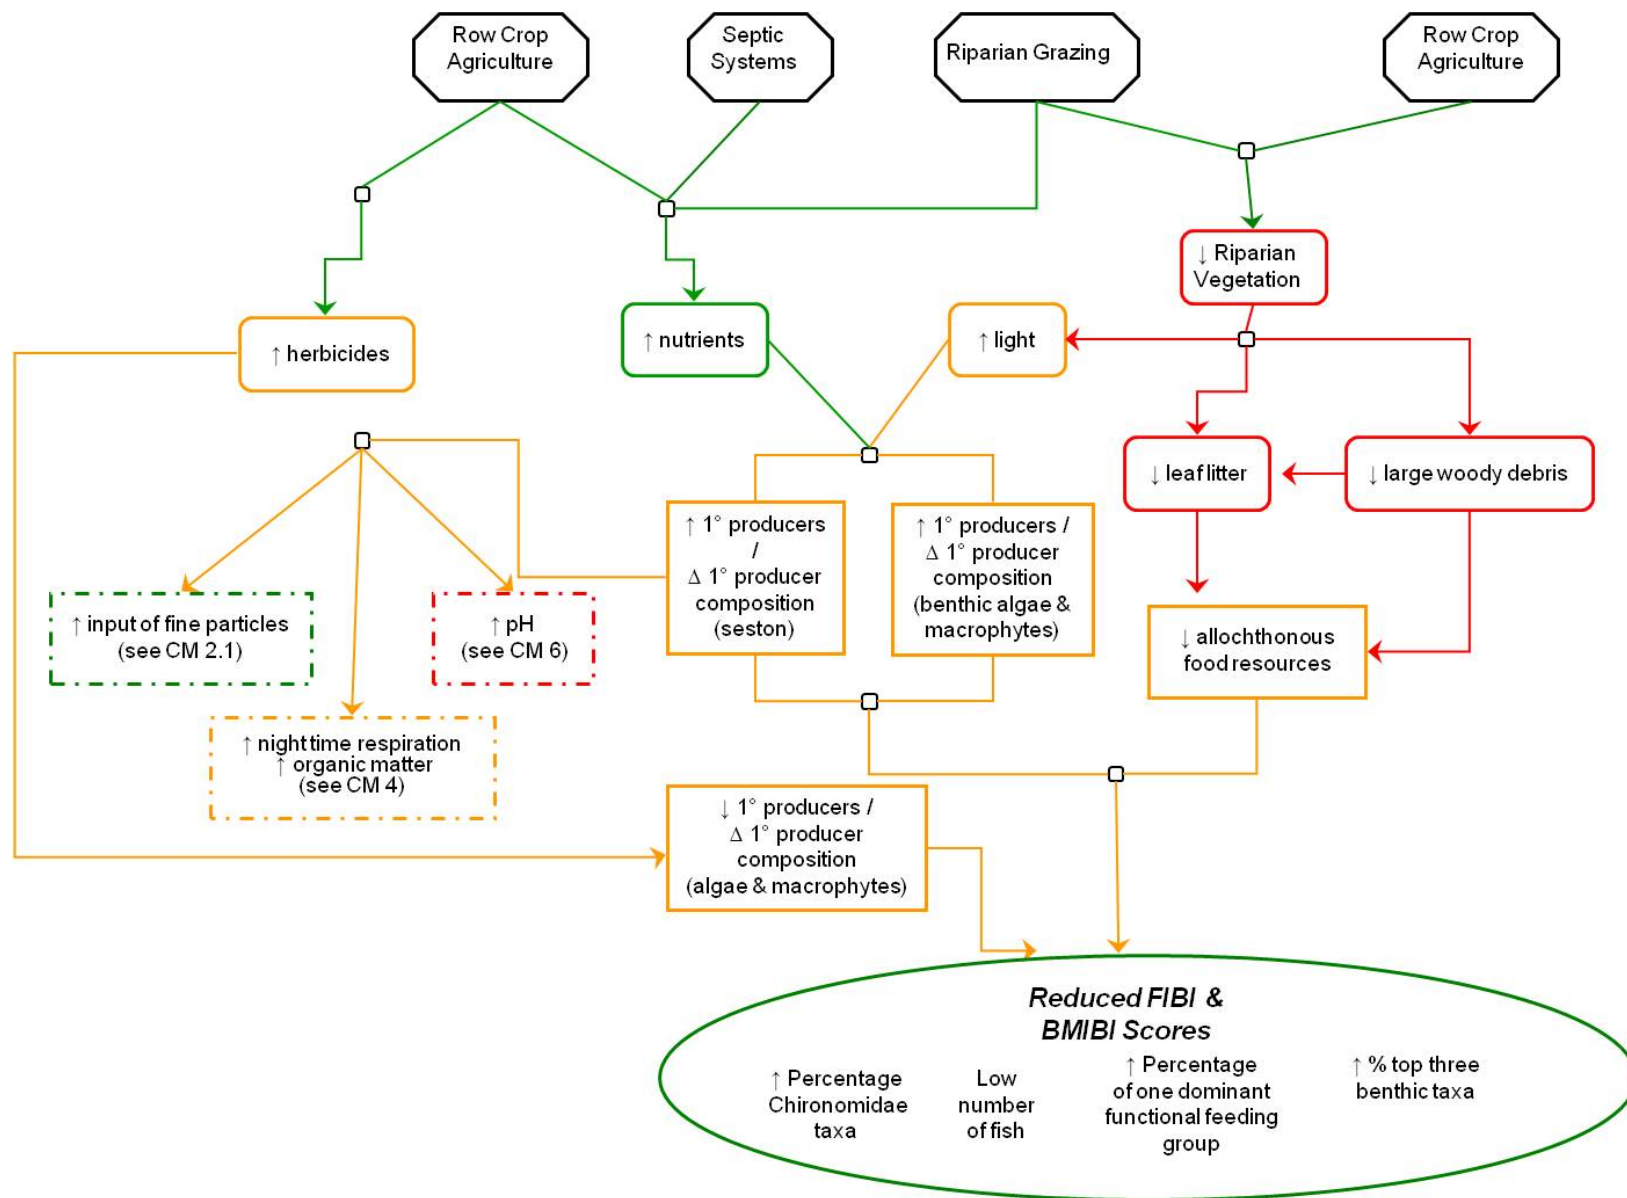 Row Crop
Agriculture
Septic
Systems
Riparian Grazing
Row Crop
Agriculture
↓ Riparian
Vegetation
↑ herbicides
↑ nutrients
↑ light
↓ leaf litter
↓ large woody debris
↑ 1° producers
/
Δ 1° producer
composition
(seston)
↑ 1° producers /
Δ 1° producer
composition
(benthic algae &
macrophytes)
↑ input of fine particles
(see CM 2.1)
↑ pH
(see CM 6)
↓ allochthonous
food resources
↑ night time respiration
↑ organic matter
(see CM 4)
↓ 1° producers /
Δ 1° producer
composition
(algae & macrophytes)
Reduced FIBI &
BMIBI Scores
↑ Percentage
Chironomidae
taxa
Low
number
of fish
↑ Percentage
of one dominant
functional feeding
group
↑ % top three
benthic taxa